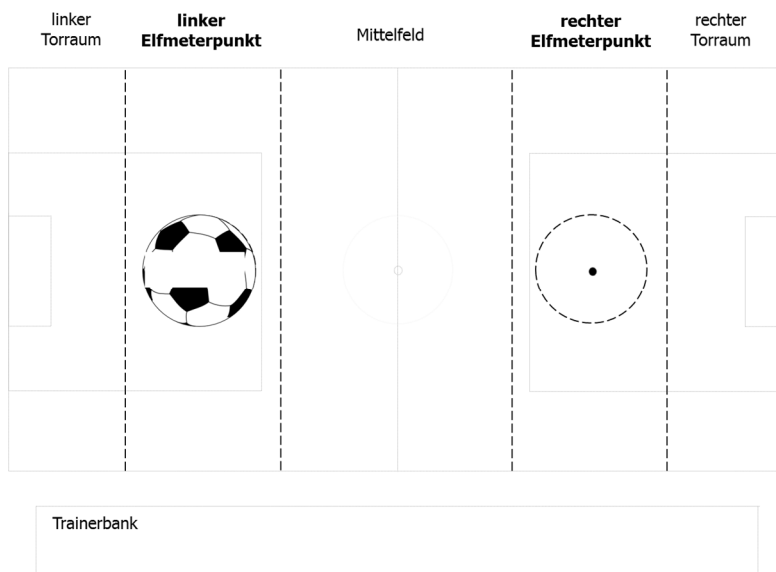 linker
Torraum
linker
Elfmeterpunkt
Mittelfeld
rechter
Elfmeterpunkt
rechter
Torraum
Trainerbank